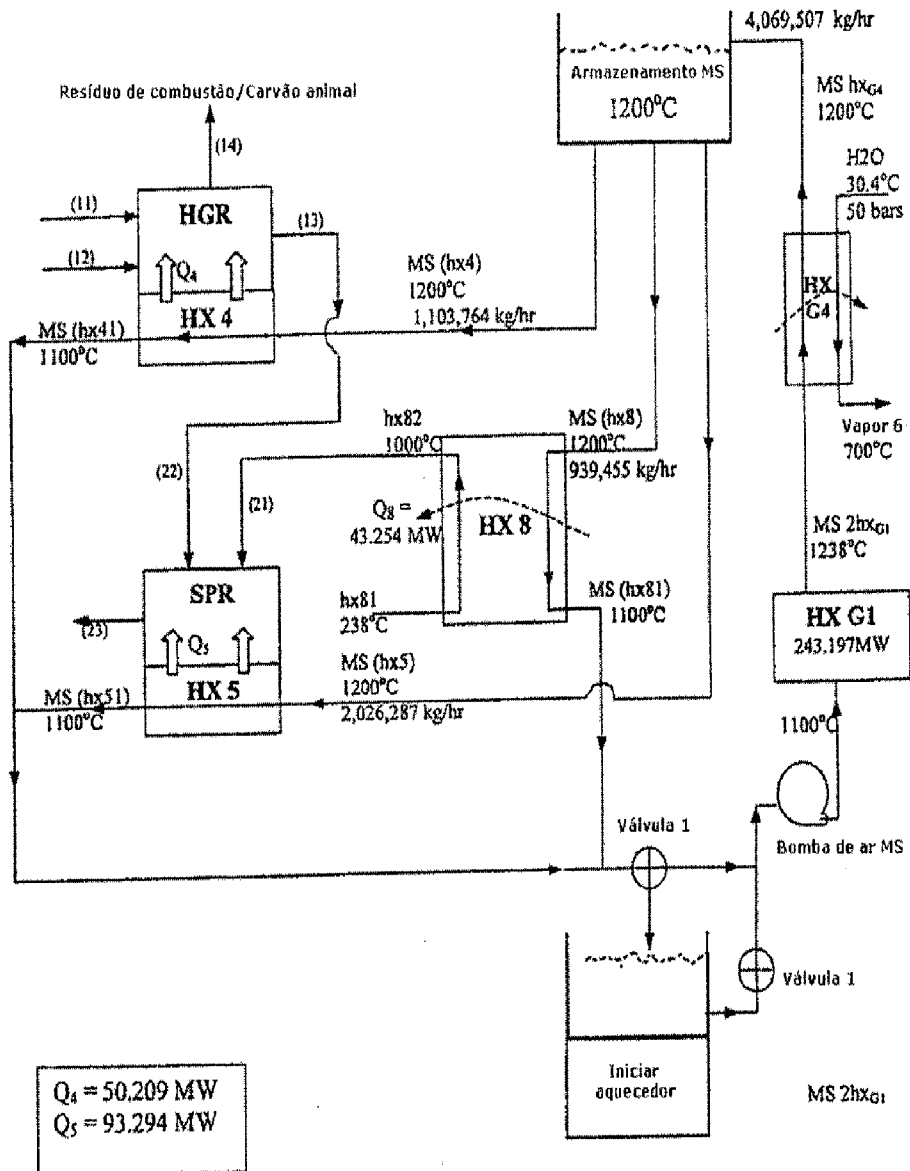 4,069,507 kg/hr
Armazenamento MS
1200°C
MS hxG4
1200°C
H2O
30.4°C
50 bars
HX
G4
Vapor 6
700°C
MS 2hxG1
1238°C
HX G1
243.197MW
1100°C
Bomba de ar MS
Resíduo de combustão/Carvão animal
(14)
(11)
HGR
(13)
(12)
Q4
HX 4
MS (hx4)
1200°C
1,103,764 kg/hr
MS (hx41)
1100°C
hx82
1000°C
MS (hx8)
1200°C
939,455 kg/hr
(22)
(21)
Q8 =
43.254 MW
HX 8
SPR
hx81
238°C
MS (hx81)
1100°C
(23)
Q5
HX 5
MS (hx5)
1200°C
2,026,287 kg/hr
MS (hx51)
1100°C
Válvula 1
Válvula 1
Iniciar
aquecedor
MS 2hxG1
Q4 = 50.209 MW
Q5 = 93.294 MW